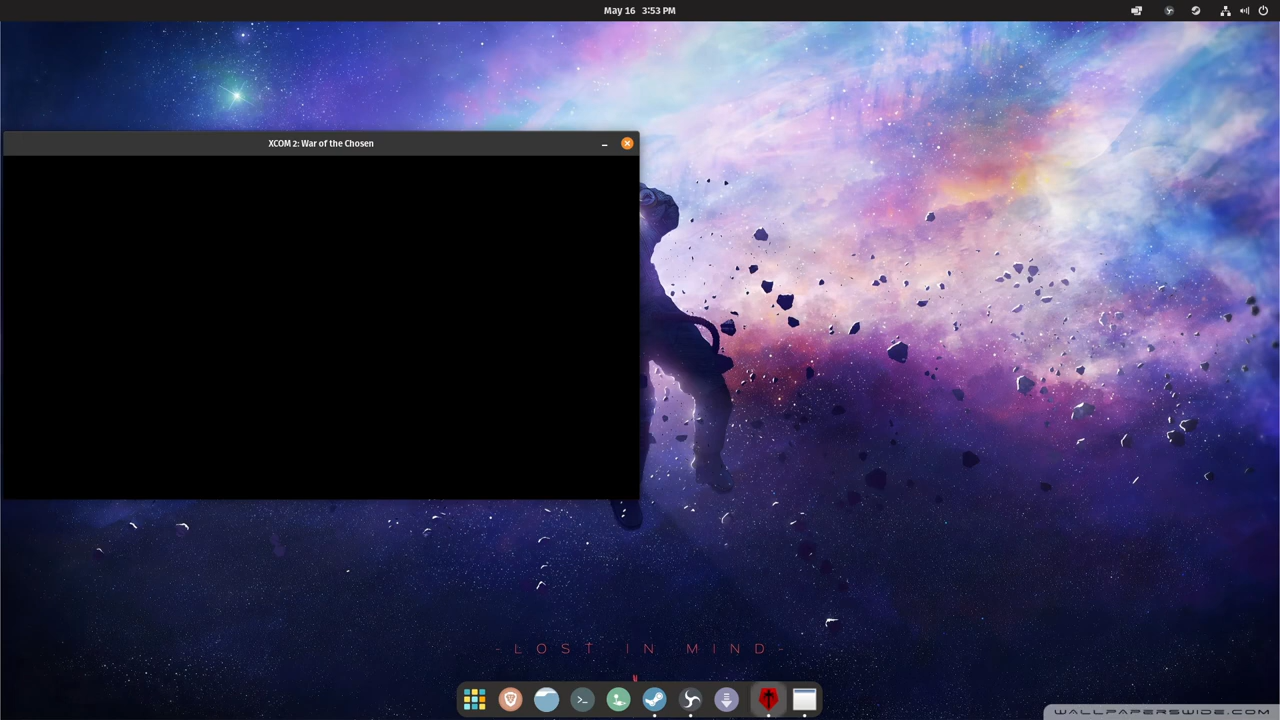 May 16 3:53 PM
XCOM 2: War of the Chosen
- LOST IN MIND -
WALLPAPERSWIDE.COM